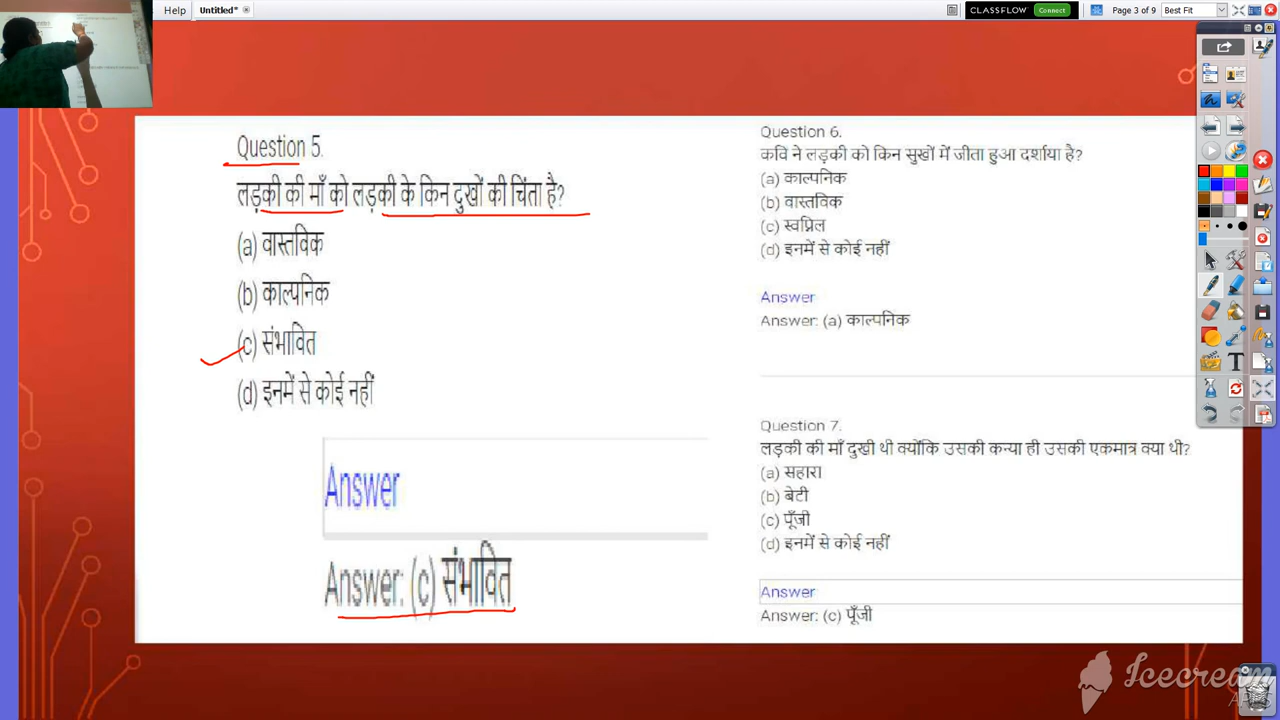 Help
Untitled*
CLASSFLOW
Connect
Page 3 of 9
Best Fit
Question 5.
लड़की की माँ को लड़की के किन दुखों की चिंता है?
(a) वास्तविक
(b) काल्पनिक
(c) संभावित
(d) इनमें से कोई नहीं
Answer
Answer: (c) संभावित
Question 6.
कवि ने लड़की को किन सुखों में जीता हुआ दर्शाया है?
(a) काल्पनिक
(b) वास्तविक
(c) स्वप्निल
(d) इनमें से कोई नहीं
Answer
Answer: (a) काल्पनिक
Question 7.
लड़की की माँ दुखी थी क्योंकि उसकी कन्या ही उसकी एकमात्र क्या थी?
(a) सहारा
(b) बेटी
(c) पूँजी
(d) इनमें से कोई नहीं
Answer
Answer: (c) पूँजी
Icecream
APPS